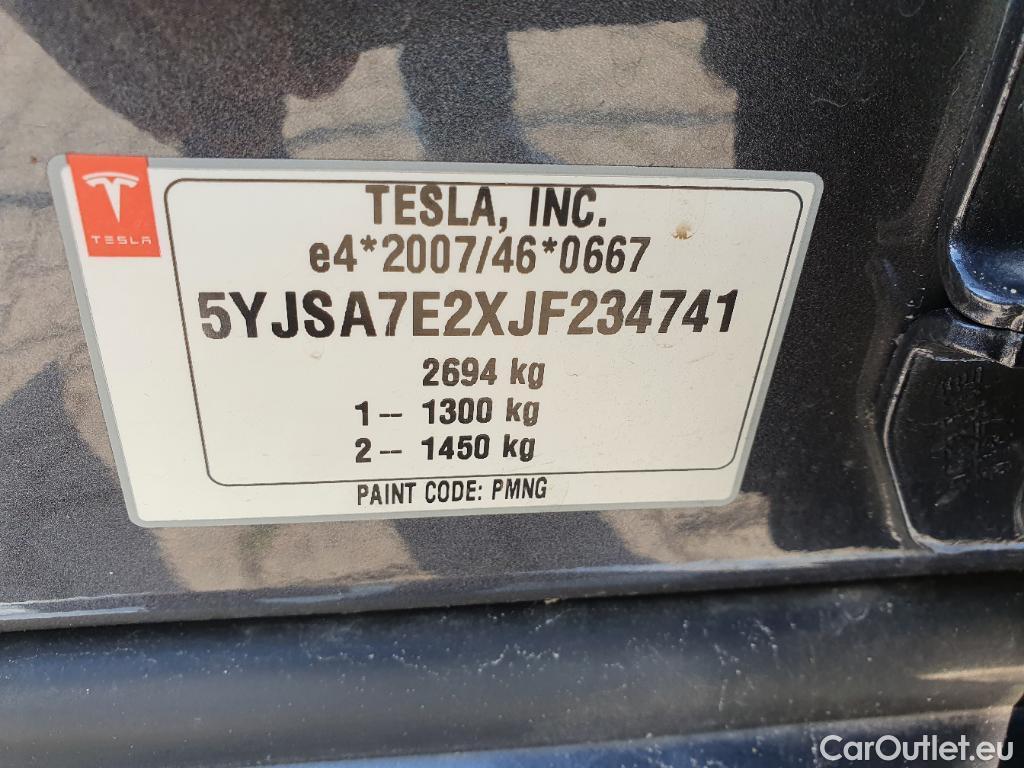 TESLA
TESLA, INC.
e4*2007/46*0667
5YJSA7E2XJF234741
2694 kg
1-- 1300 kg
2-- 1450 kg
PAINT CODE: PMNG
CarOutlet.eu